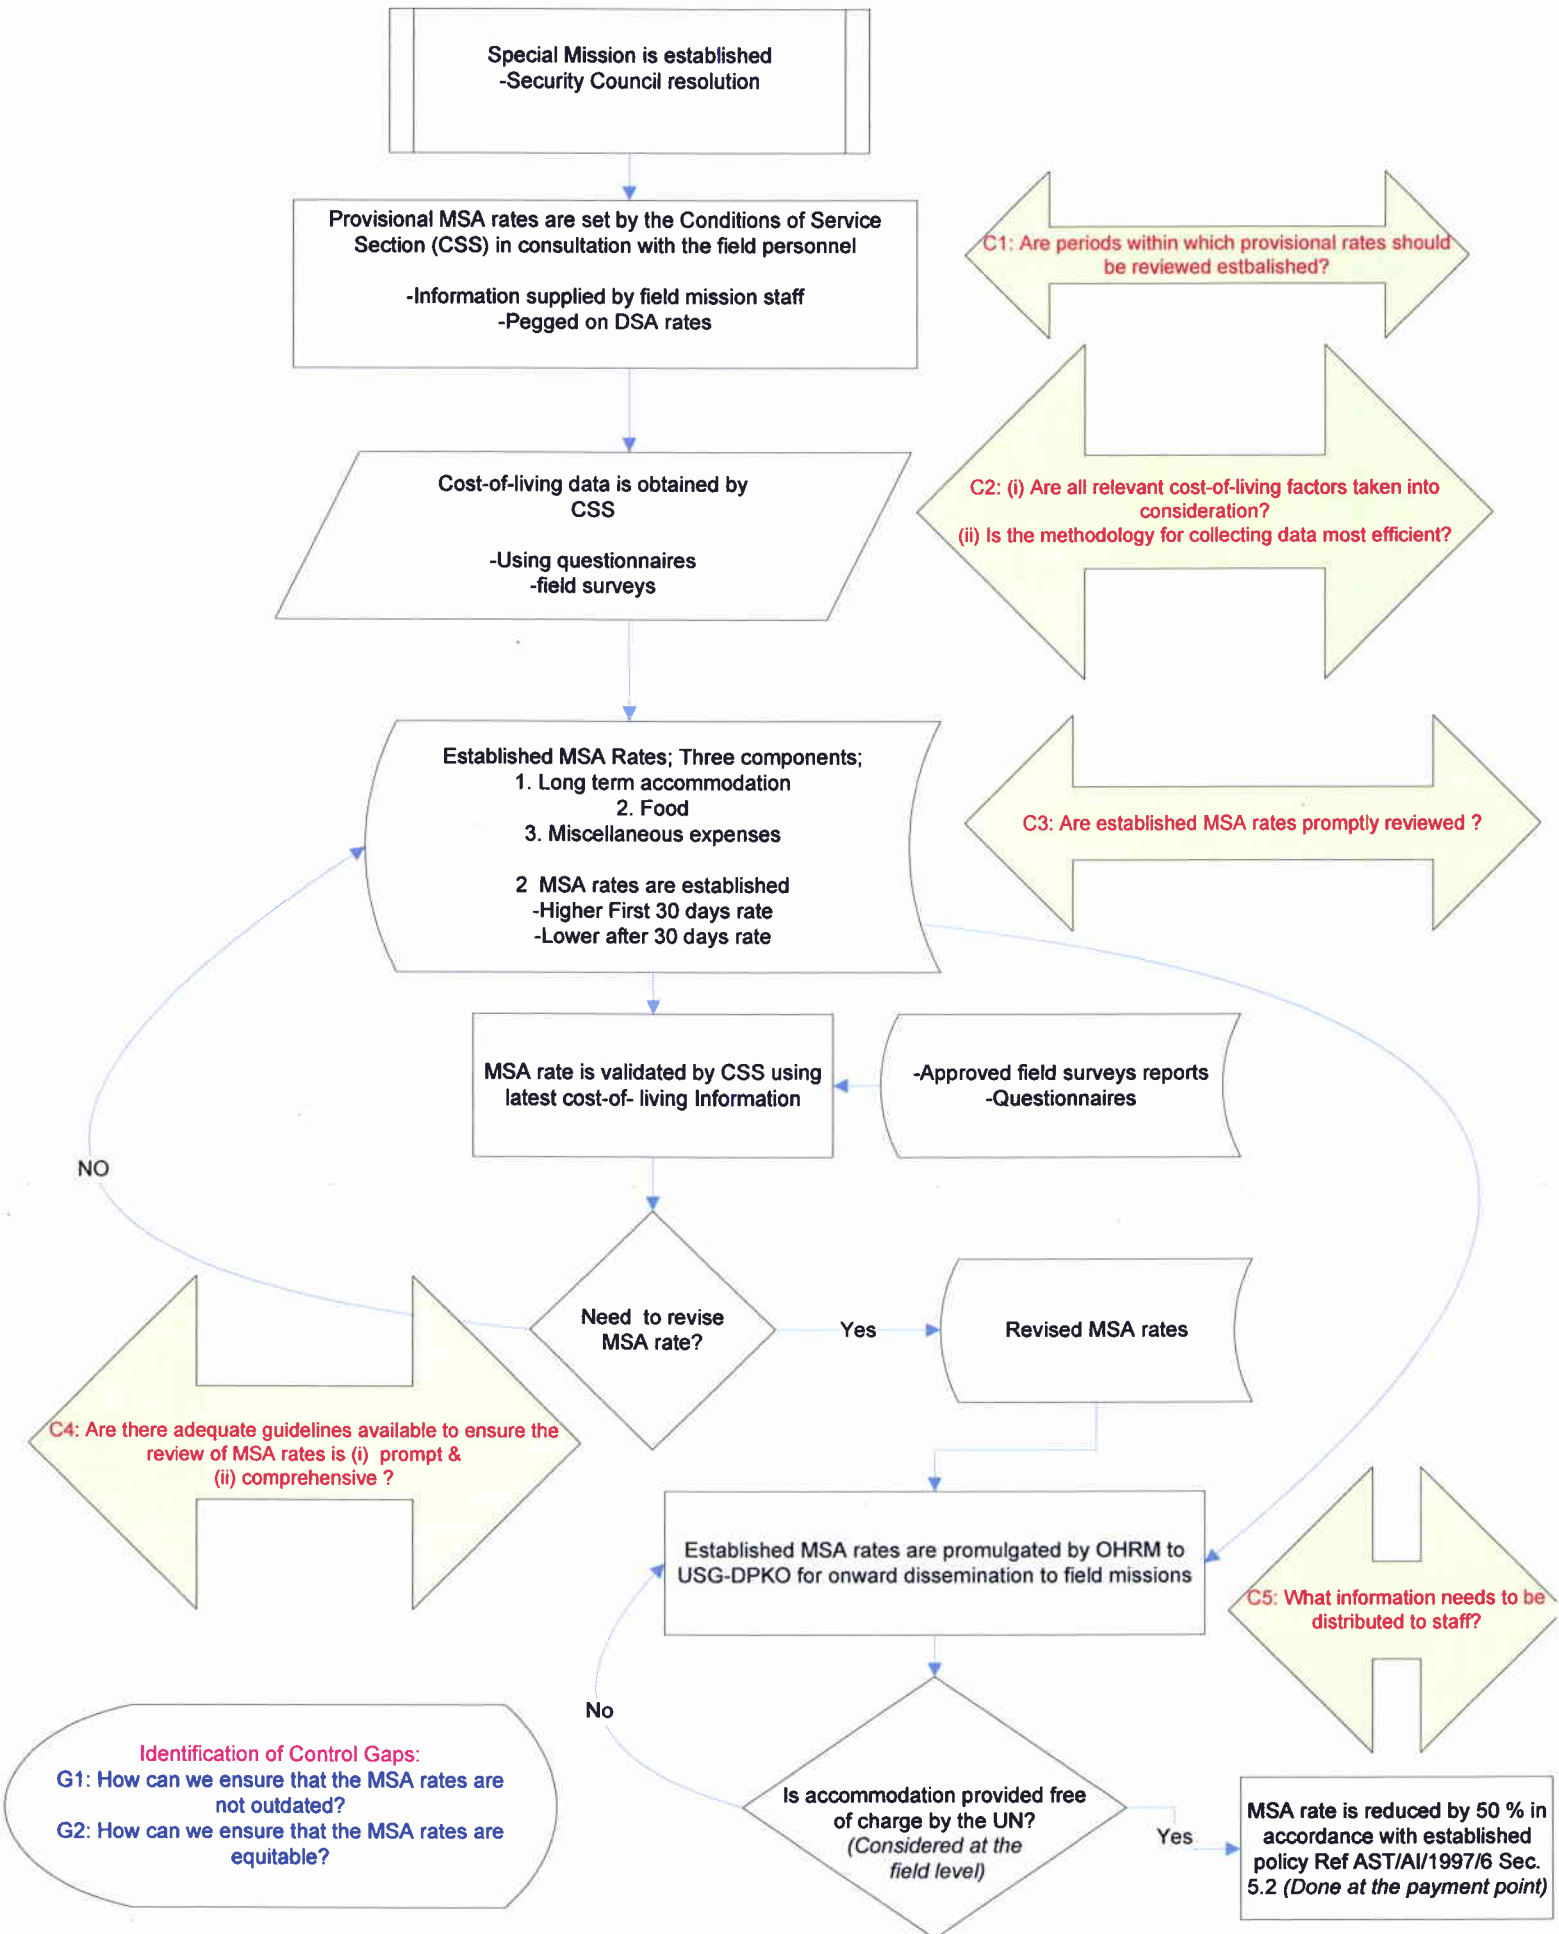 Special Mission is established
-Security Council resolution
Provisional MSA rates are set by the Conditions of Service
Section (CSS) in consultation with the field personnel
-Information supplied by field mission staff
-Pegged on DSA rates
C1: Are periods within which provisional rates should
be reviewed estbalished?
Cost-of-living data is obtained by
CSS
-Using questionnaires
-field surveys
C2: (i) Are all relevant cost-of-living factors taken into
consideration?
(ii) Is the methodology for collecting data most efficient?
Established MSA Rates; Three components;
1. Long term accommodation
2. Food
3. Miscellaneous expenses
2 MSA rates are established
-Higher First 30 days rate
-Lower after 30 days rate
C3: Are established MSA rates promptly reviewed ?
MSA rate is validated by CSS using
latest cost-of- living Information
-Approved field surveys reports
-Questionnaires
NO
Need to revise
MSA rate?
Yes
Revised MSA rates
C4: Are there adequate guidelines available to ensure the
review of MSA rates is (i) prompt &
(ii) comprehensive ?
Established MSA rates are promulgated by OHRM to
USG-DPKO for onward dissemination to field missions
C5: What information needs to be
distributed to staff?
No
Identification of Control Gaps:
G1: How can we ensure that the MSA rates are
not outdated?
G2: How can we ensure that the MSA rates are
equitable?
Is accommodation provided free
of charge by the UN?
(Considered at the
field level)
Yes
MSA rate is reduced by 50 % in
accordance with established
policy Ref AST/AI/1997/6 Sec.
5.2 (Done at the payment point)